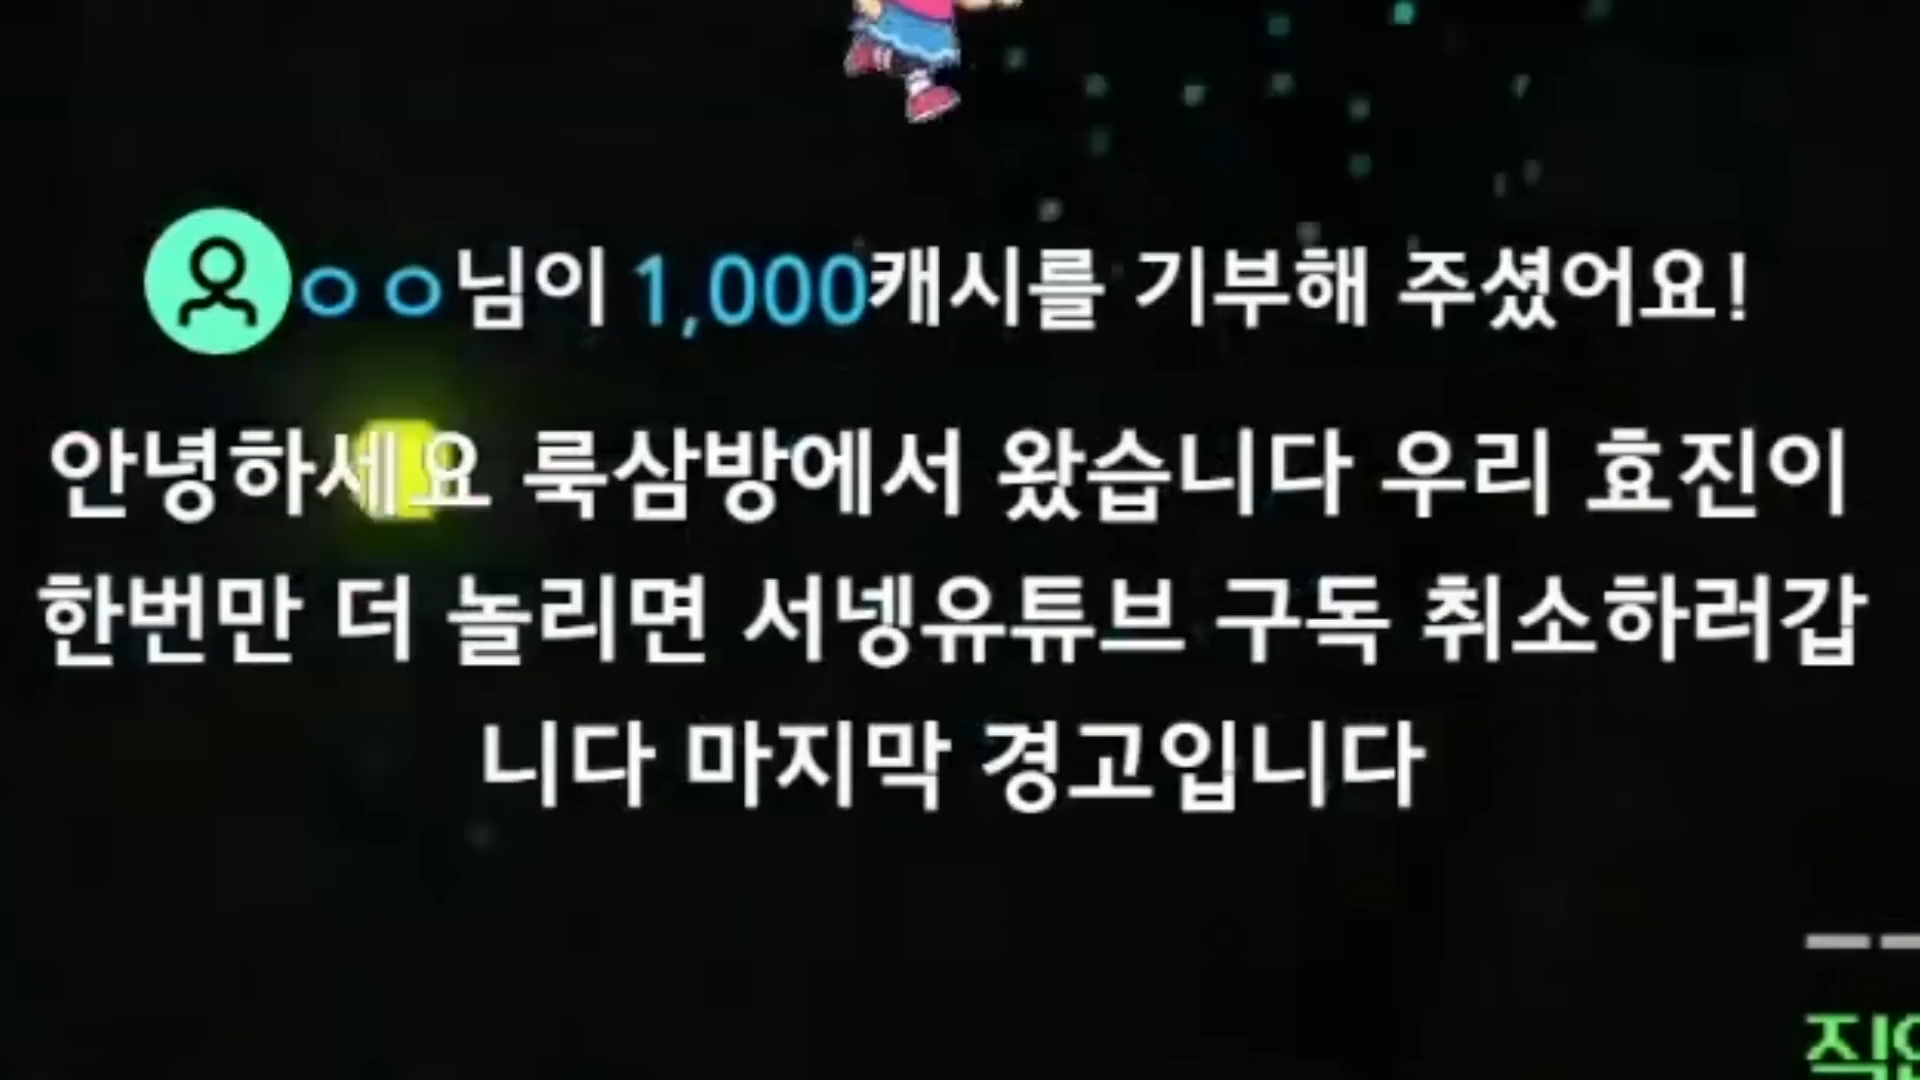 ㅇㅇ님이 1,000캐시를 기부해 주셨어요!
안녕하세요 룩삼방에서 왔습니다 우리 효진이
한번만 더 놀리면 서넹유튜브 구독 취소하러갑
니다 마지막 경고입니다